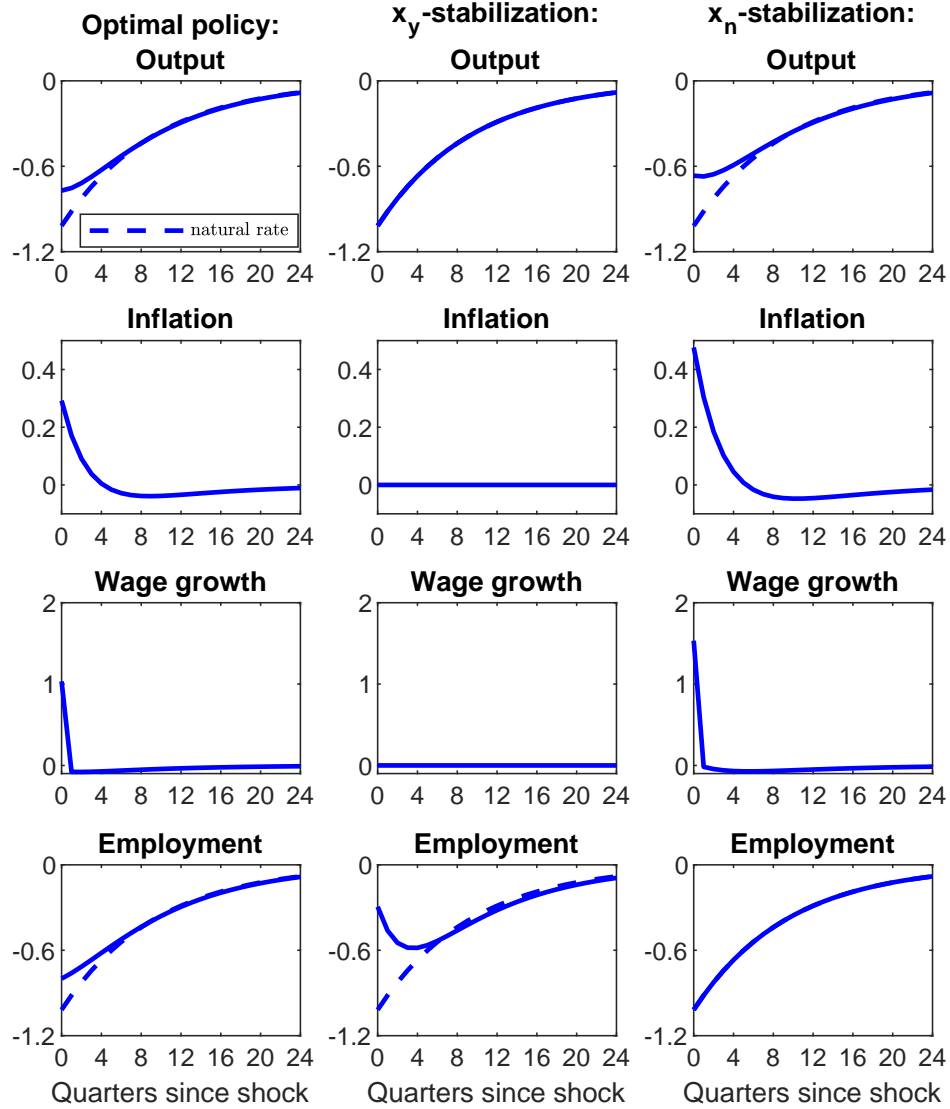 Optimal policy:
x_y-stabilization:
x_n-stabilization:
Output
Output
Output
0
-0.6
-1.2
natural rate
0 4 8 12 16 20 24
0
-0.6
-1.2
0 4 8 12 16 20 24
0
-0.6
-1.2
0 4 8 12 16 20 24
Inflation
Inflation
Inflation
0.4
0.2
0
0 4 8 12 16 20 24
0.4
0.2
0
0 4 8 12 16 20 24
0.4
0.2
0
0 4 8 12 16 20 24
Wage growth
Wage growth
Wage growth
2
1
0
0 4 8 12 16 20 24
2
1
0
0 4 8 12 16 20 24
2
1
0
0 4 8 12 16 20 24
Employment
Employment
Employment
0
-0.6
-1.2
0 4 8 12 16 20 24
0
-0.6
-1.2
0 4 8 12 16 20 24
0
-0.6
-1.2
0 4 8 12 16 20 24
Quarters since shock
Quarters since shock
Quarters since shock